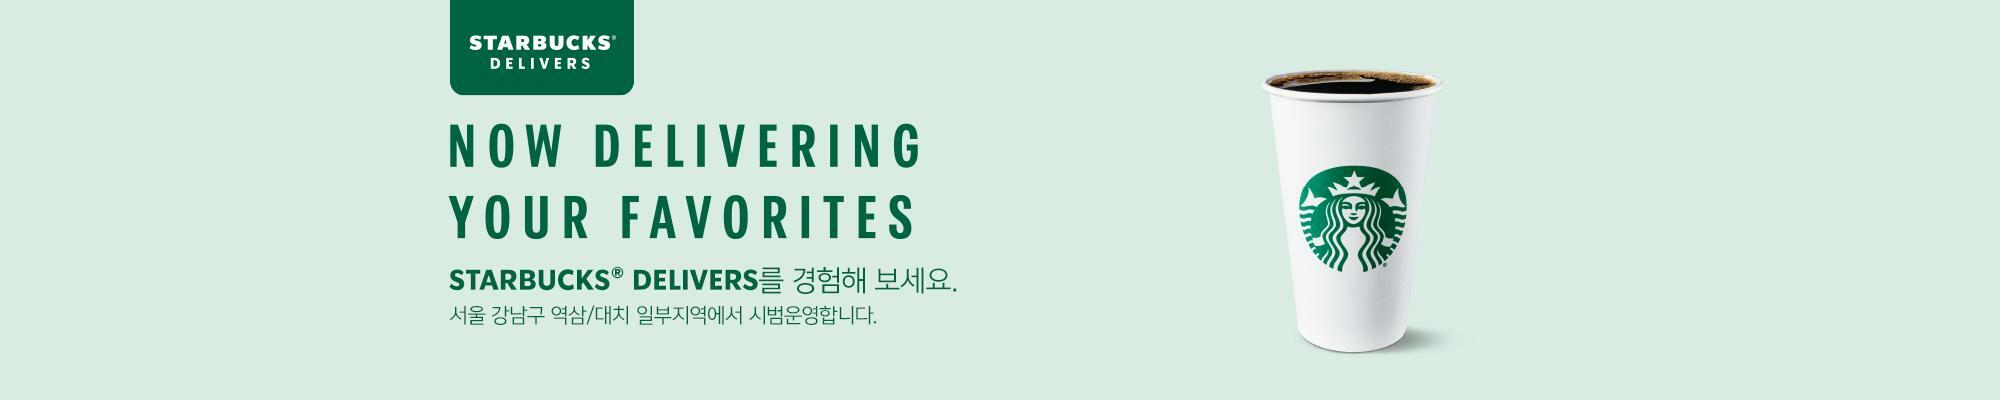 STARBUCKS®
DELIVERS
NOW DELIVERING
YOUR FAVORITES
STARBUCKS® DELIVERS를 경험해 보세요.
서울 강남구 역삼/대치 일부지역에서 시범운영합니다.